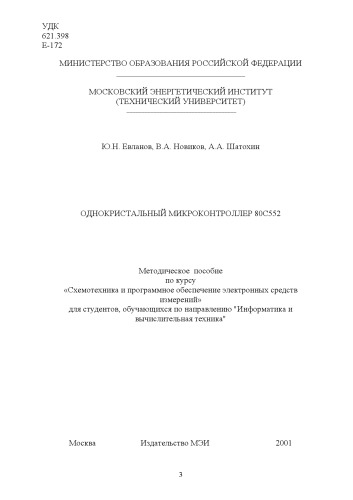 УДК
621.398
Е-172
МИНИСТЕРСТВО ОБРАЗОВАНИЯ РОССИЙСКОЙ ФЕДЕРАЦИИ
МОСКОВСКИЙ ЭНЕРГЕТИЧЕСКИЙ ИНСТИТУТ
(ТЕХНИЧЕСКИЙ УНИВЕРСИТЕТ)
Ю.Н. Евланов, В.А. Новиков, А.А. Шатохин
ОДНОКРИСТАЛЬНЫЙ МИКРОКОНТРОЛЛЕР 80С552
Методическое пособие
по курсу
«Схемотехника и программное обеспечение электронных средств
измерений»
для студентов, обучающихся по направлению "Информатика и
вычислительная техника"
Москва Издательство МЭИ 2001
3